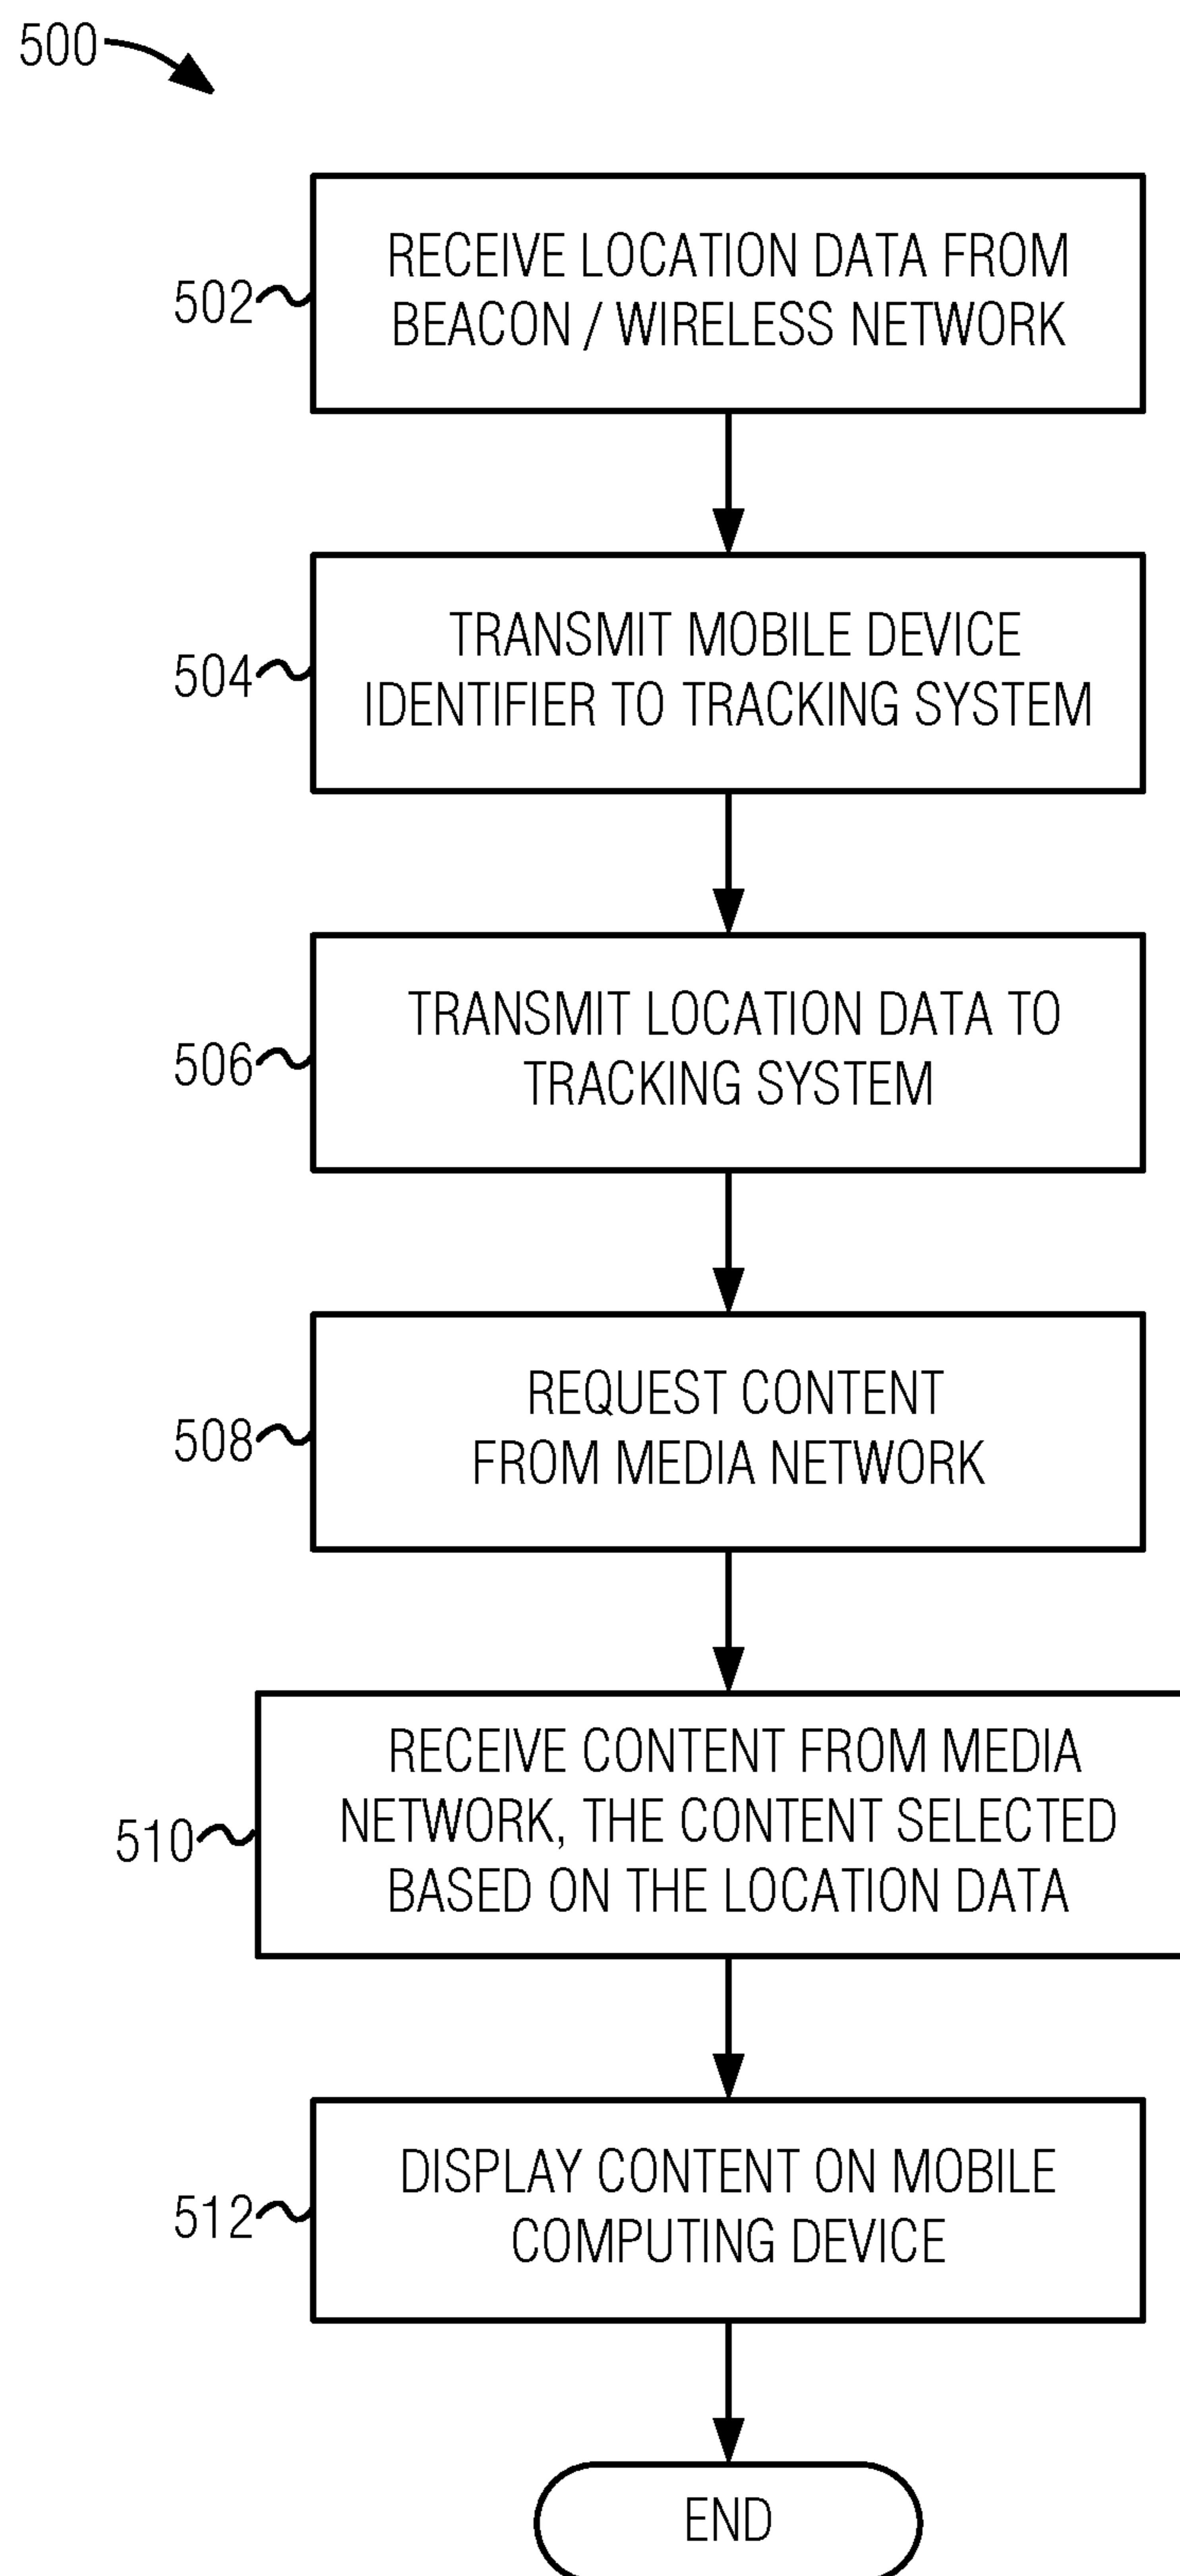 500
502
RECEIVE LOCATION DATA FROM
BEACON / WIRELESS NETWORK
504
TRANSMIT MOBILE DEVICE
IDENTIFIER TO TRACKING SYSTEM
506
TRANSMIT LOCATION DATA TO
TRACKING SYSTEM
508
REQUEST CONTENT
FROM MEDIA NETWORK
510
RECEIVE CONTENT FROM MEDIA
NETWORK, THE CONTENT SELECTED
BASED ON THE LOCATION DATA
512
DISPLAY CONTENT ON MOBILE
COMPUTING DEVICE
END